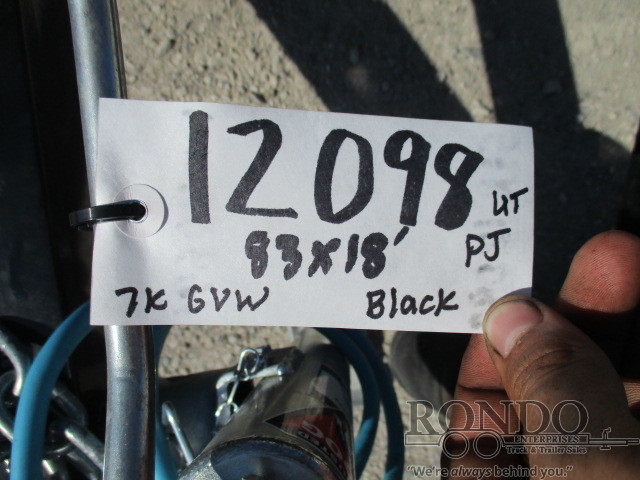 12098 UT
83x18' PJ
7K GVW Black
RONDO
ENTERPRISES
Truck & Trailer Sales
"We're always behind you."